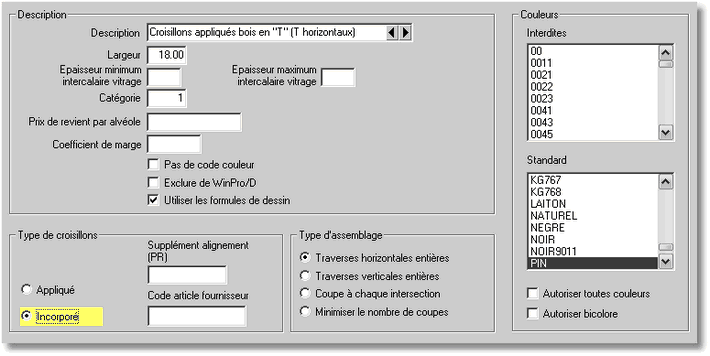 Description
Description
Croisillons appliqués bois en "T" (T horizontaux)
Largeur
18.00
Epaisseur minimum
intercalaire vitrage
Epaisseur maximum
intercalaire vitrage
Catégorie
1
Prix de revient par alvéole
Coefficient de marge
Pas de code couleur
Exclure de WinPro/D
Utiliser les formules de dessin
Type de croisillons
Supplément alignement
(PR)
Appliqué
Code article fournisseur
Incorporé
Type d'assemblage
Traverses horizontales entières
Traverses verticales entières
Coupe à chaque intersection
Minimiser le nombre de coupes
Couleurs
Interdites
00
0011
0021
0022
0023
0041
0043
0045
Standard
KG767
KG768
LAITON
NATUREL
NEGRE
NOIR
NOIR9011
PIN
Autoriser toutes couleurs
Autoriser bicolore